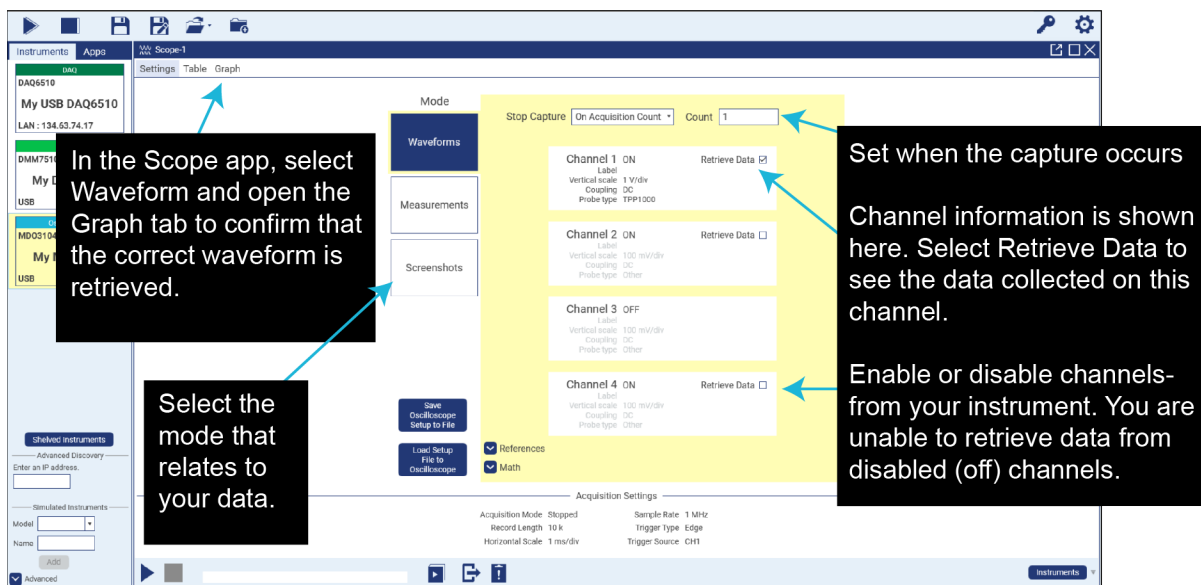 Instruments Apps
Scope-1
Settings Table Graph
DAQ
DAQ6510
My USB DAQ6510
LAN : 134.63.74.17
DMM7510
USB
MDO3104
USB
Shelved Instruments
Advanced Discovery
Enter an IP address.
Simulated Instruments
Model
Name
Add
Advanced
In the Scope app, select
Waveform and open the
Graph tab to confirm that
the correct waveform is
retrieved.
Select the
mode that
relates to
your data.
Mode
Waveforms
Measurements
Screenshots
Save
Oscilloscope
Setup to File
Load Setup
File to
Oscilloscope
Stop Capture On Acquisition Count Count 1
Channel 1 ON Retrieve Data
Label
Vertical scale 1 V/div
Coupling DC
Probe type TPP1000
Channel 2 ON Retrieve Data
Label
Vertical scale 100 mV/div
Coupling DC
Probe type Other
Channel 3 OFF
Label
Vertical scale 100 mV/div
Coupling DC
Probe type Other
Channel 4 ON Retrieve Data
Label
Vertical scale 100 mV/div
Coupling DC
Probe type Other
References
Math
Set when the capture occurs
Channel information is shown
here. Select Retrieve Data to
see the data collected on this
channel.
Enable or disable channels-
from your instrument. You are
unable to retrieve data from
disabled (off) channels.
Acquisition Settings
Acquisition Mode Stopped Sample Rate 1 MHz
Record Length 10 k Trigger Type Edge
Horizontal Scale 1 ms/div Trigger Source CH1
Instruments